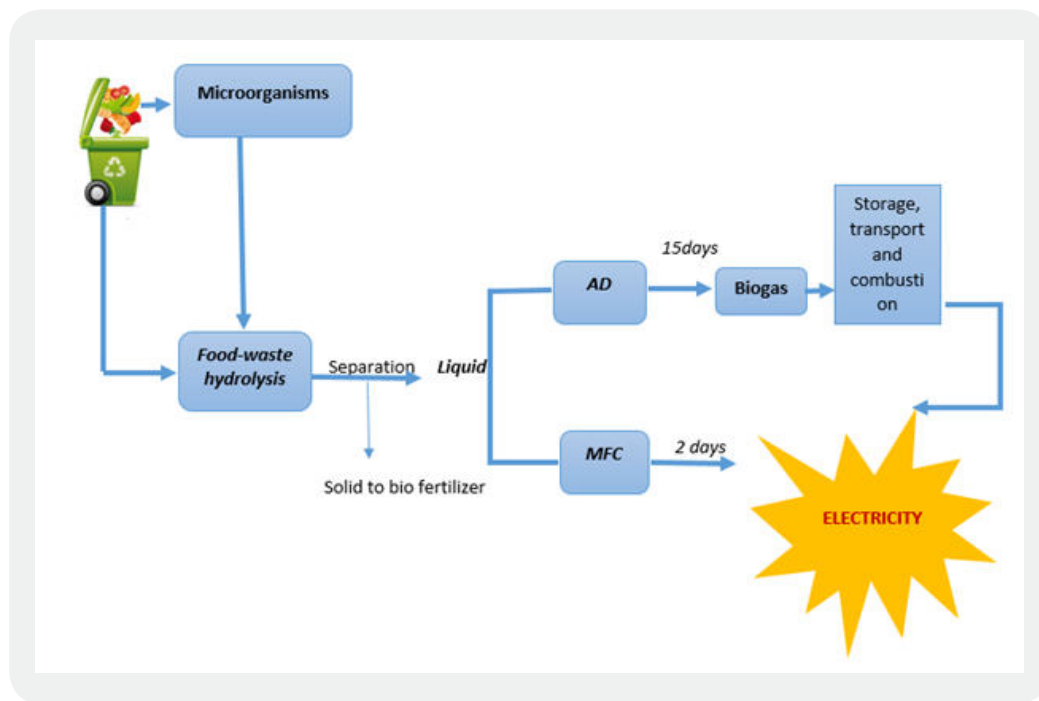 Microorganisms
Storage,
transport
and
combusti
on
15days
AD
Biogas
Food-waste
hydrolysis
Separation
Liquid
MFC
2 days
Solid to bio fertilizer
ELECTRICITY